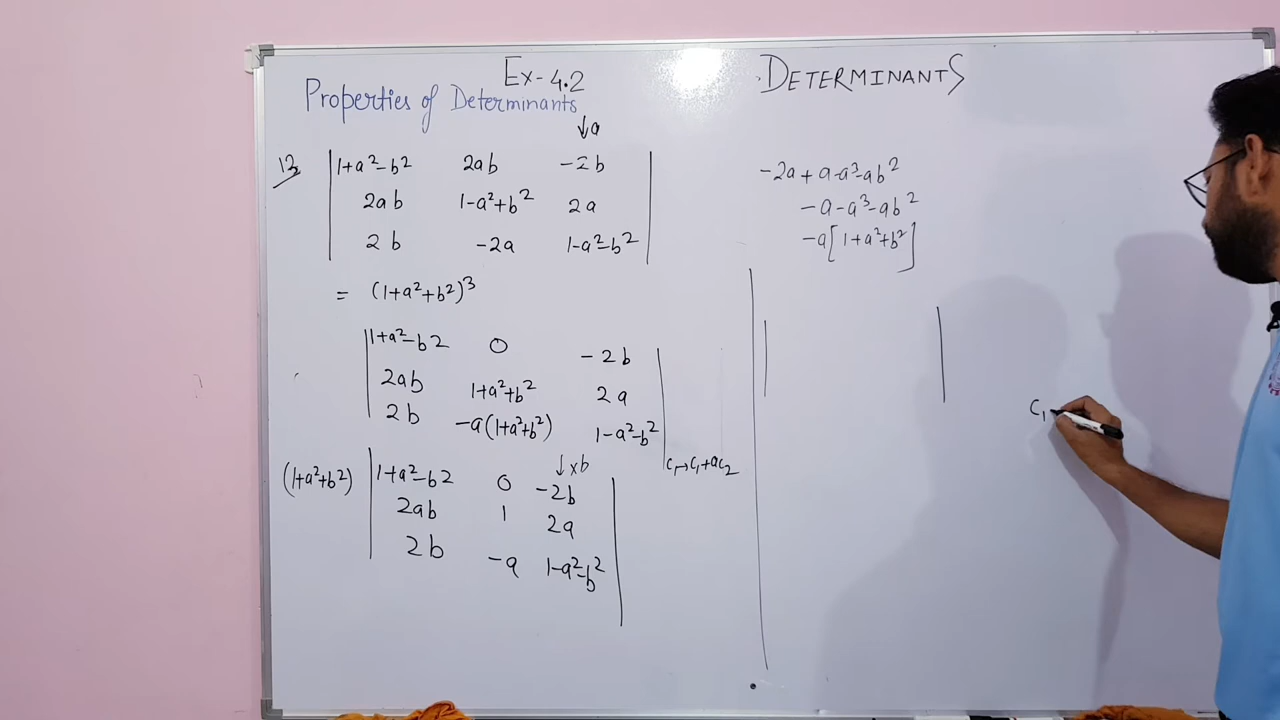 Ex-4.2
DETERMINANTS
Properties of Determinants
↓a
13
1+a²-b² 2ab -2b
2ab 1-a²+b² 2a
2b -2a 1-a²-b²
= (1+a²+b²)³
1+a²-b² 0 -2b
2ab 1+a²+b² 2a
2b -a(1+a²+b²) 1-a²-b²
C₁→C₁+aC₂
↓xb
(1+a²+b²) 1+a²-b² 0 -2b
2ab 1 2a
2b -a 1-a²-b²
-2a+a-a³-ab²
-a-a³-ab²
-a[1+a²+b²]
C₁